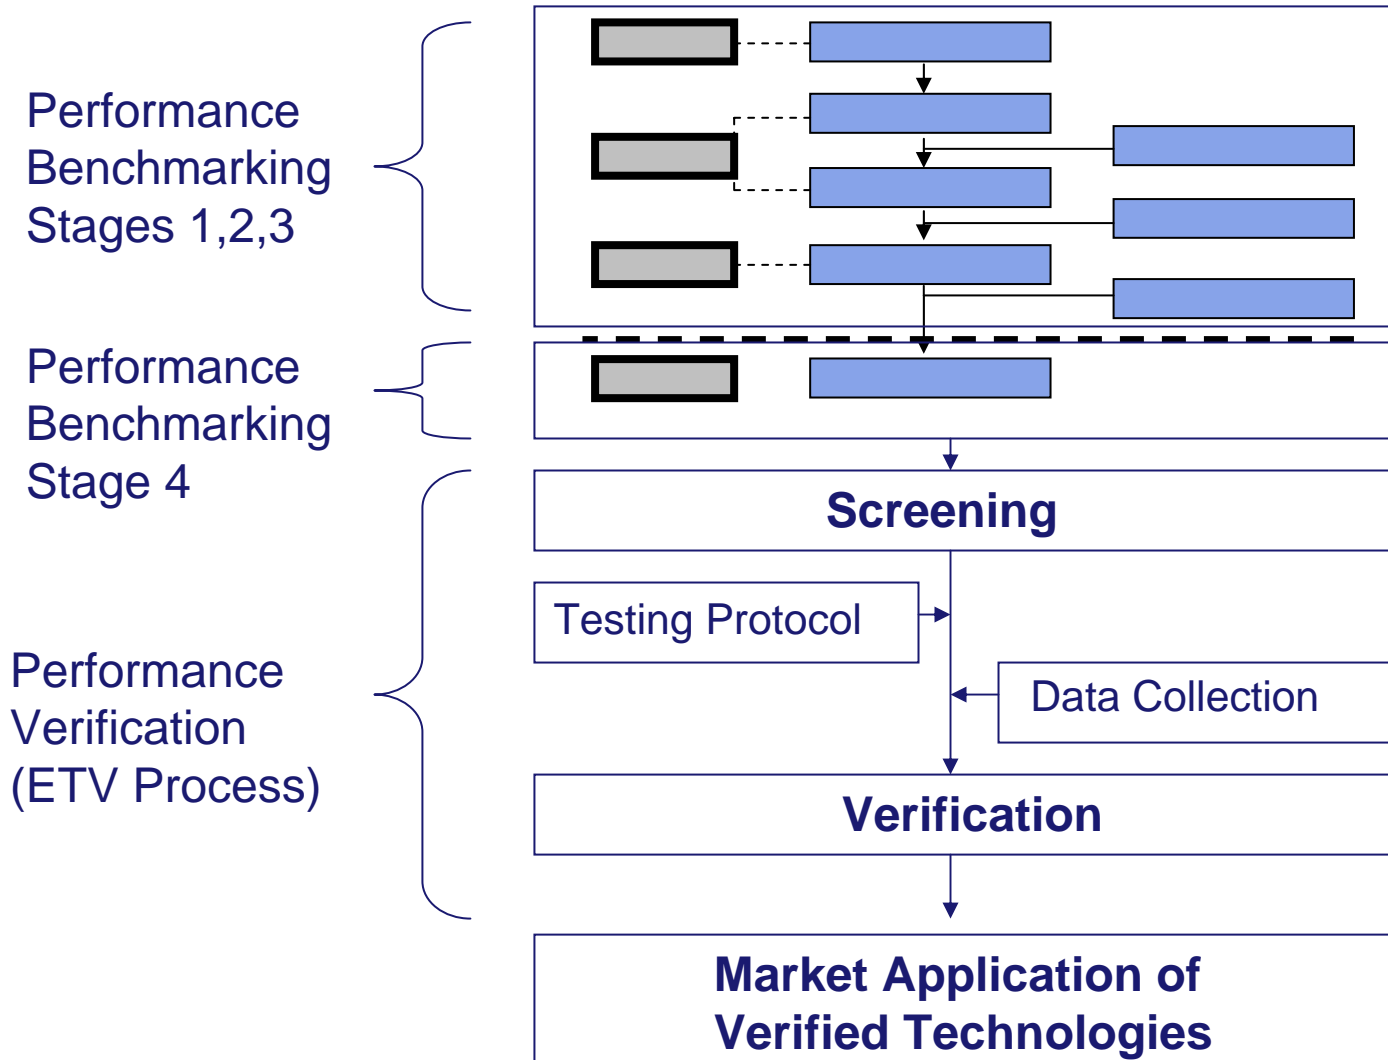 Performance
Benchmarking
Stages 1,2,3
Performance
Benchmarking
Stage 4
Screening
Testing Protocol
Data Collection
Performance
Verification
(ETV Process)
Verification
Market Application of
Verified Technologies